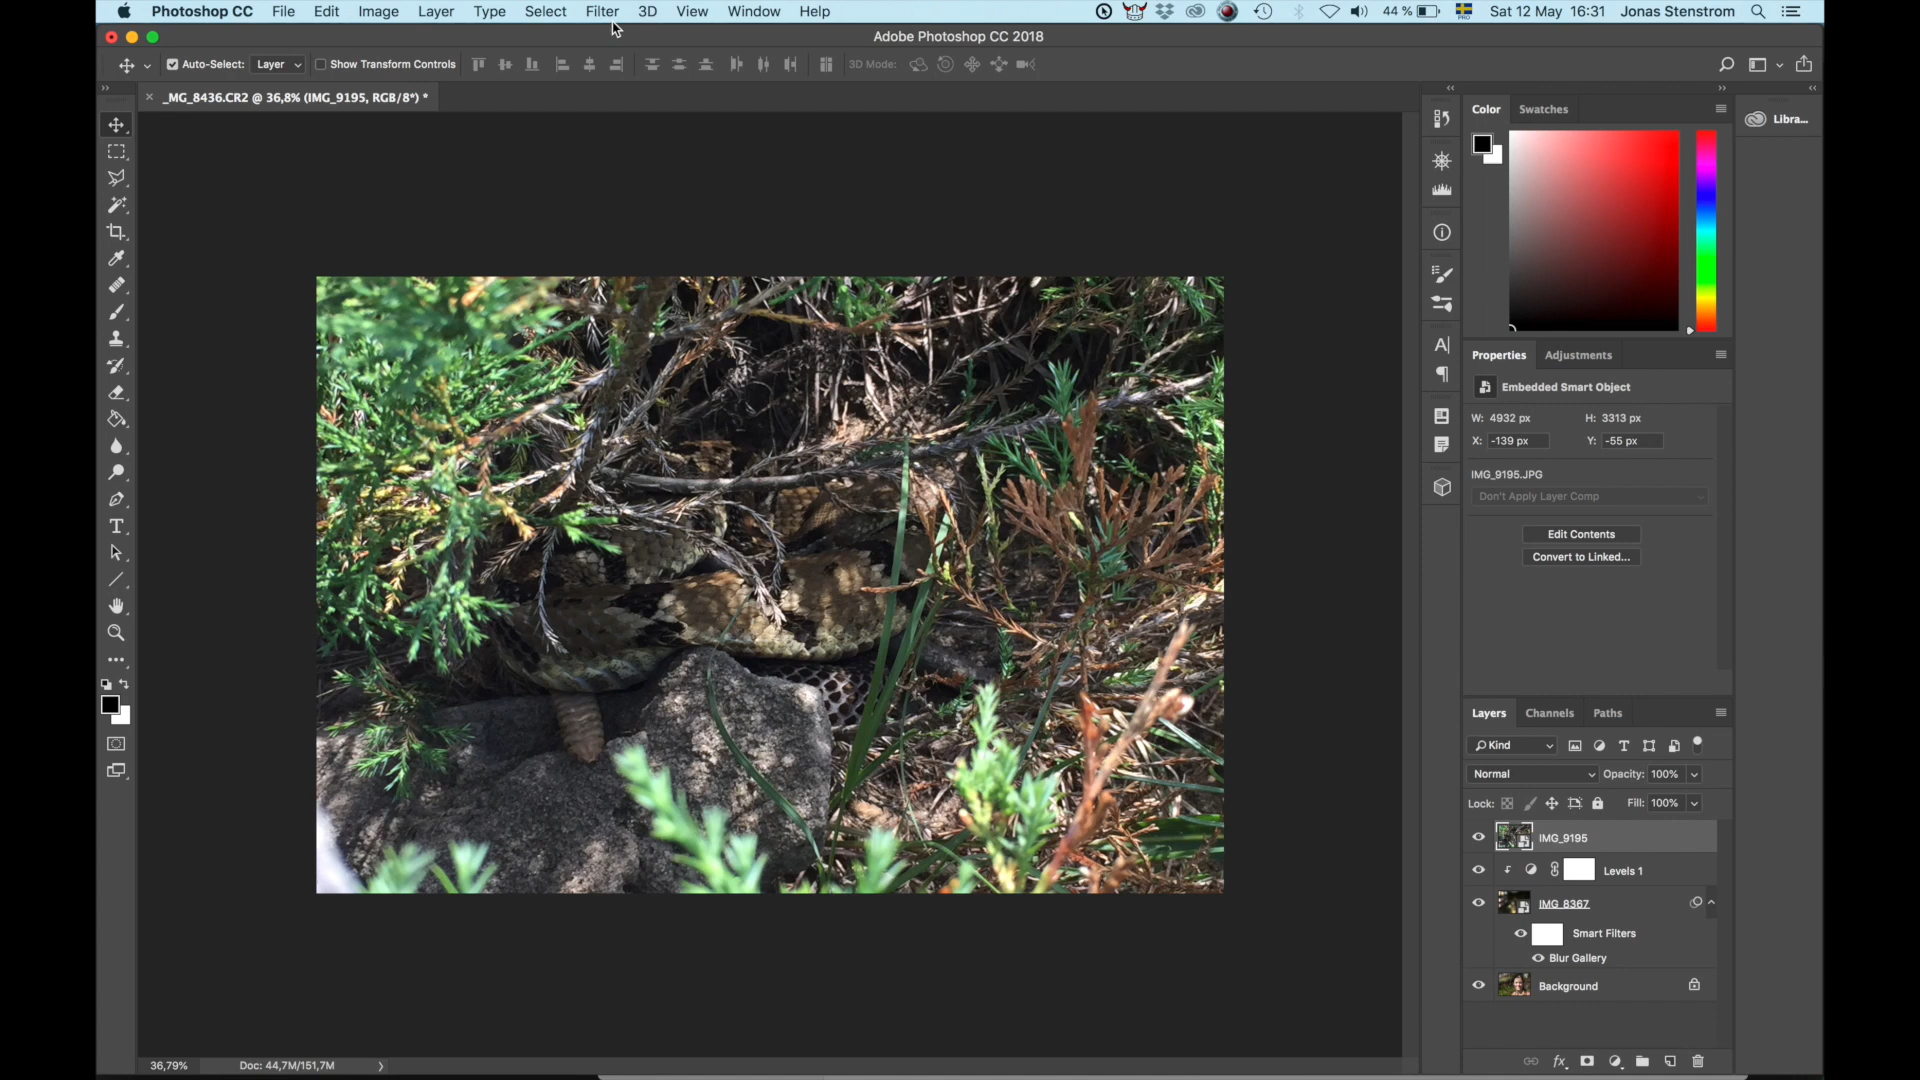 Photoshop CC File Edit Image Layer Type Select Filter 3D View Window Help 44 % PRO Sat 12 May 16:31 Jonas Stenstrom
Adobe Photoshop CC 2018
Auto-Select: Layer Show Transform Controls 3D Mode:
_MG_8436.CR2 @ 36,8% (IMG_9195, RGB/8*) *
Color Swatches
Libra...
Properties Adjustments
Embedded Smart Object
W: 4932 px H: 3313 px
X: -139 px Y: -55 px
IMG_9195.JPG
Don't Apply Layer Comp
Edit Contents
Convert to Linked...
Layers Channels Paths
Kind
Normal Opacity: 100%
Lock: Fill: 100%
IMG_9195
Levels 1
IMG_8367
Smart Filters
Blur Gallery
Background
36,79% Doc: 44,7M/151,7M